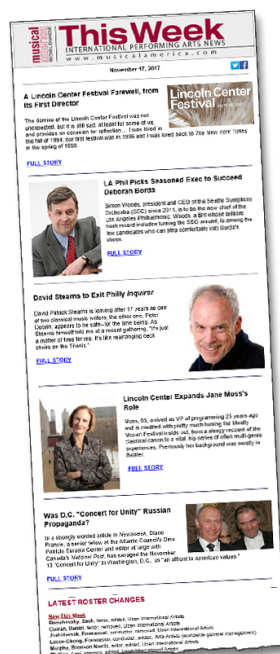 musical america
This Week
INTERNATIONAL PERFORMING ARTS NEWS
www.musicalamerica.com
November 17, 2017
A Lincoln Center Festival Farewell, from
Its First Director
Lincoln Center
Festival
The demise of the Lincoln Center Festival was not
unexpected, but it is still sad, at least for some of us
and provides an occasion for reflection... I was hired in
the fall of 1994; our first festival was in 1996 and I was lured back to The New York Times
in the spring of 1998.
FULL STORY
LA Phil Picks Seasoned Exec to Succeed
Deborah Borda
Simon Woods, president and CEO of the Seattle Symphony
Orchestra (SSO) since 2011, is to be the new chief of the
Los Angeles Philharmonic. Woods, a Brit whose brilliant
track record includes turning the SSO around, is among the
few candidates who can step comfortably into Borda's
shoes.
FULL STORY
David Stearns to Exit Philly Inquirer
David Patrick Stearns is leaving after 17 years as one
of two classical music writers; the other one, Peter
Dobrin, appears to be safe—for the time being. As
Stearns himself told me at a recent gathering, "It's just
a matter of time for me. It's like rearranging deck
chairs on the Titanic."
FULL STORY
Lincoln Center Expands Jane Moss's
Role
Moss, 65, arrived as VP of programming 25 years ago
and is credited with pretty much turning the Mostly
Mozart Festival inside out, from a sleepy record of the
classical canon to a vital, hip series of often multi-genre
experiences. Previously her background was mostly in
theater.
FULL STORY
Was D.C. "Concert for Unity" Russian
Propaganda?
In a strongly worded article in Newsweek, Diane
Francis, a senior fellow at the Atlantic Council's Dinu
Patriciu Eurasia Center and editor at large with
Canada's National Post, has savaged the November
13 "Concert for Unity" in Washington, D.C., as "an affront to American values."
FULL STORY
LATEST ROSTER CHANGES
New This Week